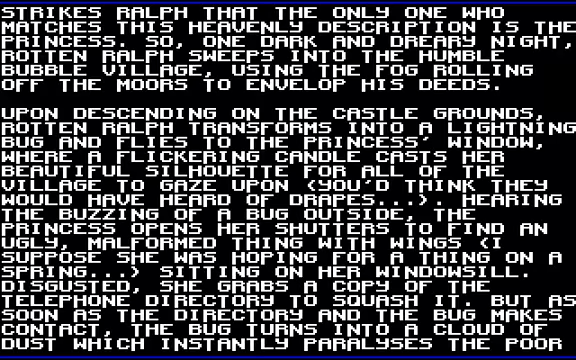 STRIKES RALPH THAT THE ONLY ONE WHO
MATCHES THIS HEAVENLY DESCRIPTION IS THE
PRINCESS. SO, ONE DARK AND DREARY NIGHT,
ROTTEN RALPH SWEEPS INTO THE HUMBLE
BUBBLE VILLAGE, USING THE FOG ROLLING
OFF THE MOORS TO ENVELOP HIS DEEDS.
UPON DESCENDING ON THE CASTLE GROUNDS,
ROTTEN RALPH TRANSFORMS INTO A LIGHTNING
BUG AND FLIES TO THE PRINCESS' WINDOW,
WHERE A FLICKERING CANDLE CASTS HER
BEAUTIFUL SILHOUETTE FOR ALL OF THE
VILLAGE TO GAZE UPON (YOU'D THINK THEY
WOULD HAVE HEARD OF DRAPES...). HEARING
THE BUZZING OF A BUG OUTSIDE, THE
PRINCESS OPENS HER SHUTTERS TO FIND AN
UGLY, MALFORMED THING WITH WINGS (I
SUPPOSE SHE WAS HOPING FOR A THING ON A
SPRING...) SITTING ON HER WINDOWSILL.
DISGUSTED, SHE GRABS A COPY OF THE
TELEPHONE DIRECTORY TO SQUASH IT. BUT AS
SOON AS THE DIRECTORY AND THE BUG MAKES
CONTACT, THE BUG TURNS INTO A CLOUD OF
DUST WHICH INSTANTLY PARALYSES THE POOR